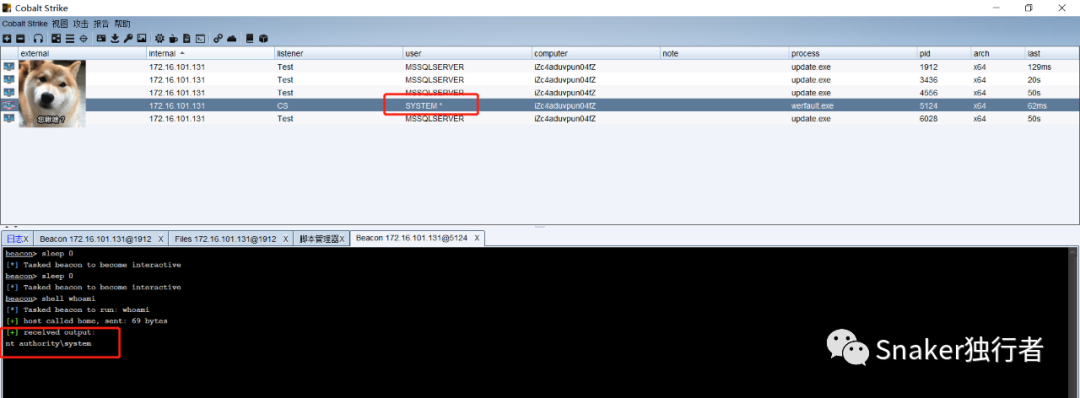 Cobalt Strike
Cobalt Strike 视图 攻击 报告 帮助
external internal listener user computer note process pid arch last
172.16.101.131 Test MSSQLSERVER iZc4aduvpun04fZ update.exe 1912 x64 129ms
172.16.101.131 Test MSSQLSERVER iZc4aduvpun04fZ update.exe 3436 x64 20s
172.16.101.131 Test MSSQLSERVER iZc4aduvpun04fZ update.exe 4556 x64 50s
172.16.101.131 CS SYSTEM * iZc4aduvpun04fZ werfault.exe 5124 x64 62ms
172.16.101.131 Test MSSQLSERVER iZc4aduvpun04fZ update.exe 6028 x64 50s
日志X Beacon 172.16.101.131@1912 X Files 172.16.101.131@1912 X 脚本管理器X Beacon 172.16.101.131@5124 X
beacon> sleep 0
[*] Tasked beacon to become interactive
beacon> sleep 0
[*] Tasked beacon to become interactive
beacon> shell whoami
[*] Tasked beacon to run: whoami
[+] host called home, sent: 69 bytes
[+] received output:
nt authority\system
Snaker独行者